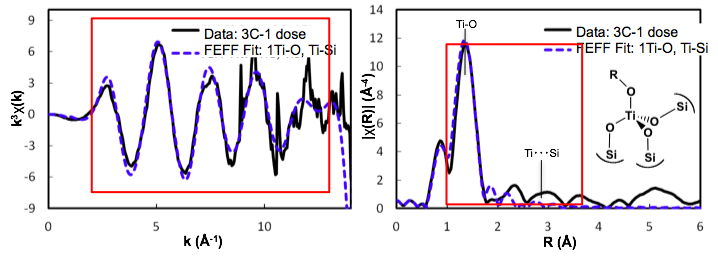 9
6
3
0
-3
-6
-9
0
5
10
k³χ(k)
k (Å⁻¹)
Data: 3C-1 dose
FEFF Fit: 1Ti-O, Ti-Si
14
12
10
8
6
4
2
0
0
1
2
3
4
5
6
|χ(R)| (Å⁻⁴)
R (Å)
Ti-O
Data: 3C-1 dose
FEFF Fit: 1Ti-O, Ti-Si
Ti···Si
R
O
Ti
O
O
O
Si
Si
Si